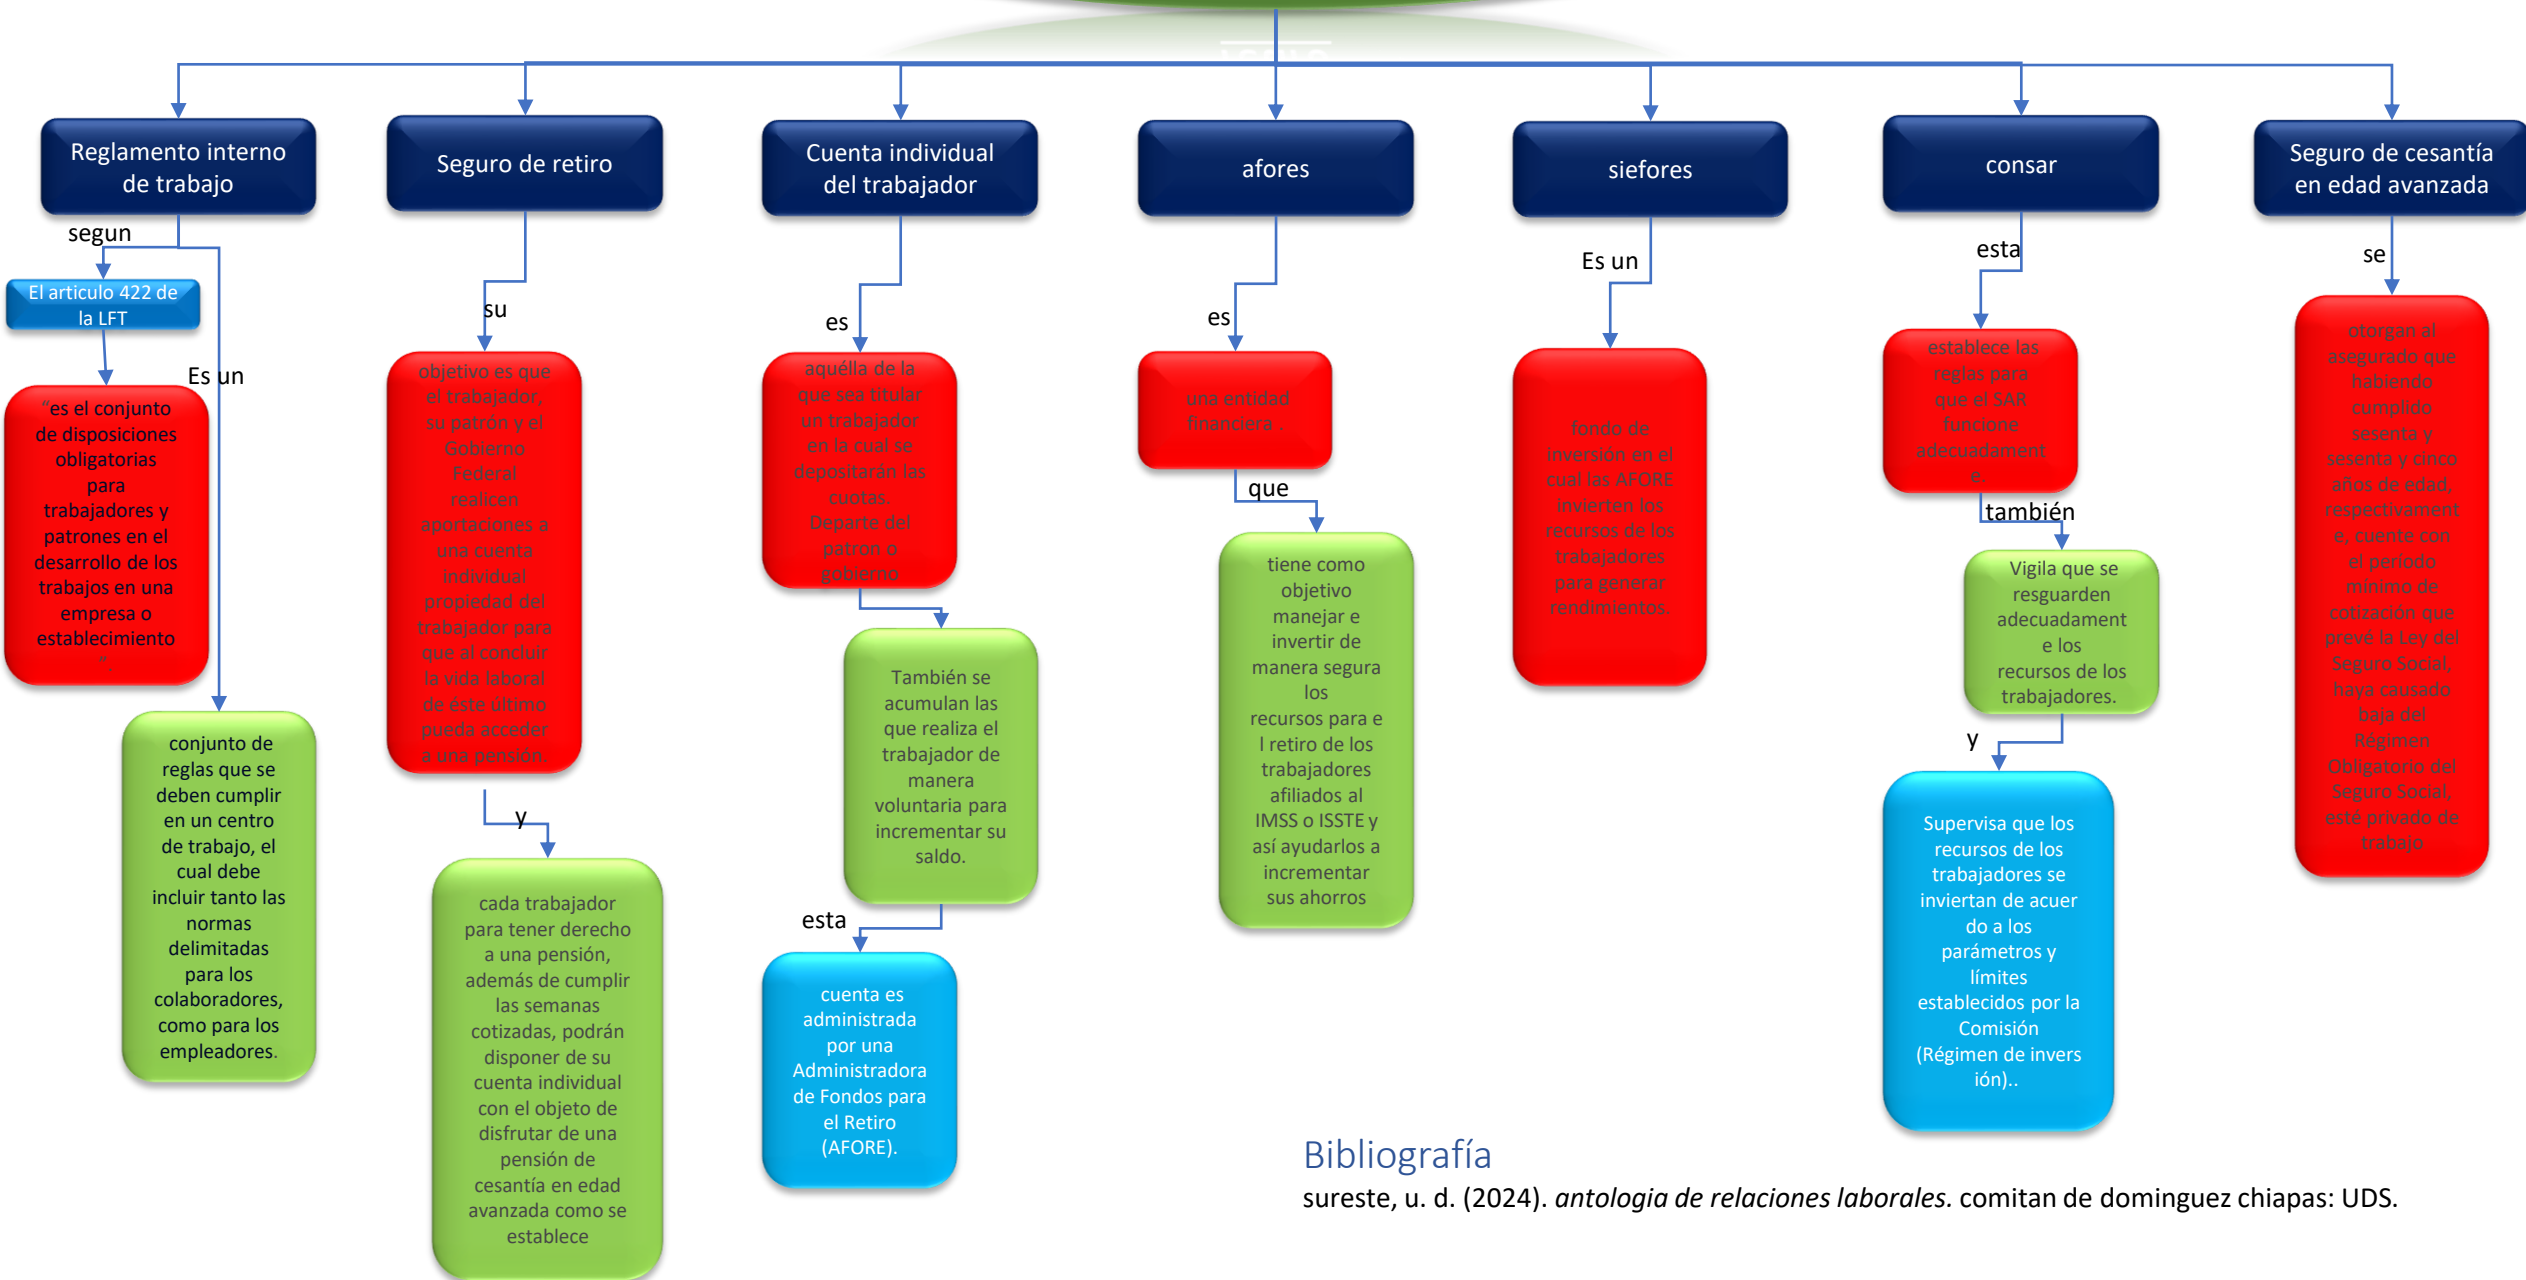 Reglamento interno
de trabajo
segun
El articulo 422 de
la LFT
"es el conjunto
de disposiciones
obligatorias
para
trabajadores y
patrones en el
desarrollo de los
trabajos en una
empresa o
establecimiento
".
Es un
conjunto de
reglas que se
deben cumplir
en un centro
de trabajo, el
cual debe
incluir tanto las
normas
delimitadas
para los
colaboradores,
como para los
empleadores.
Seguro de retiro
su
objetivo es que
el trabajador,
su patrón y el
Gobierno
Federal
realicen
aportaciones a
una cuenta
individual
propiedad del
trabajador para
que al concluir
la vida laboral
de éste último
pueda acceder
a una pensión.
y
cada trabajador
para tener derecho
a una pensión,
además de cumplir
las semanas
cotizadas, podrán
disponer de su
cuenta individual
con el objeto de
disfrutar de una
pensión de
cesantía en edad
avanzada como se
establece
Cuenta individual
del trabajador
es
aquélla de la
que sea titular
un trabajador
en la cual se
depositarán las
cuotas.
Departe del
patron o
gobierno
También se
acumulan las
que realiza el
trabajador de
manera
voluntaria para
incrementar su
saldo.
esta
cuenta es
administrada
por una
Administradora
de Fondos para
el Retiro
(AFORE).
afores
es
una entidad
financiera .
que
tiene como
objetivo
manejar e
invertir de
manera segura
los
recursos para e
l retiro de los
trabajadores
afiliados al
IMSS o ISSTE y
así ayudarlos a
incrementar
sus ahorros
siefores
Es un
fondo de
inversión en el
cual las AFORE
invierten los
recursos de los
trabajadores
para generar
rendimientos.
consar
esta
establece las
reglas para
que el SAR
funcione
adecuadament
e.
también
Vigila que se
resguarden
adecuadament
e los
recursos de los
trabajadores.
y
Supervisa que los
recursos de los
trabajadores se
inviertan de acuer
do a los
parámetros y
límites
establecidos por la
Comisión
(Régimen de invers
ión)..
Seguro de cesantía
en edad avanzada
se
otorgan al
asegurado que
habiendo
cumplido
sesenta y
sesenta y cinco
años de edad,
respectivament
e, cuente con
el período
mínimo de
cotización que
prevé la Ley del
Seguro Social,
haya causado
baja del
Régimen
Obligatorio del
Seguro Social,
esté privado de
trabajo
Bibliografía
sureste, u. d. (2024). antologia de relaciones laborales. comitan de dominguez chiapas: UDS.